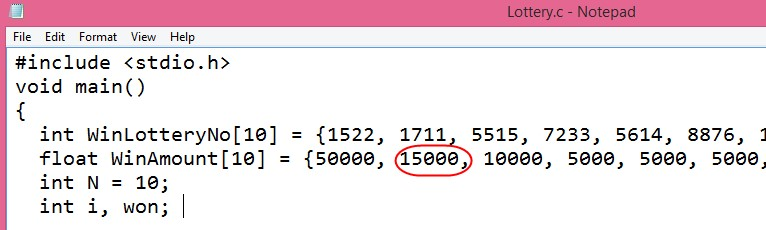 Lottery.c - Notepad
File Edit Format View Help
#include <stdio.h>
void main()
{
int WinLotteryNo[10] = {1522, 1711, 5515, 7233, 5614, 8876, 1
float WinAmount[10] = {50000, 15000, 10000, 5000, 5000, 5000,
int N = 10;
int i, won;